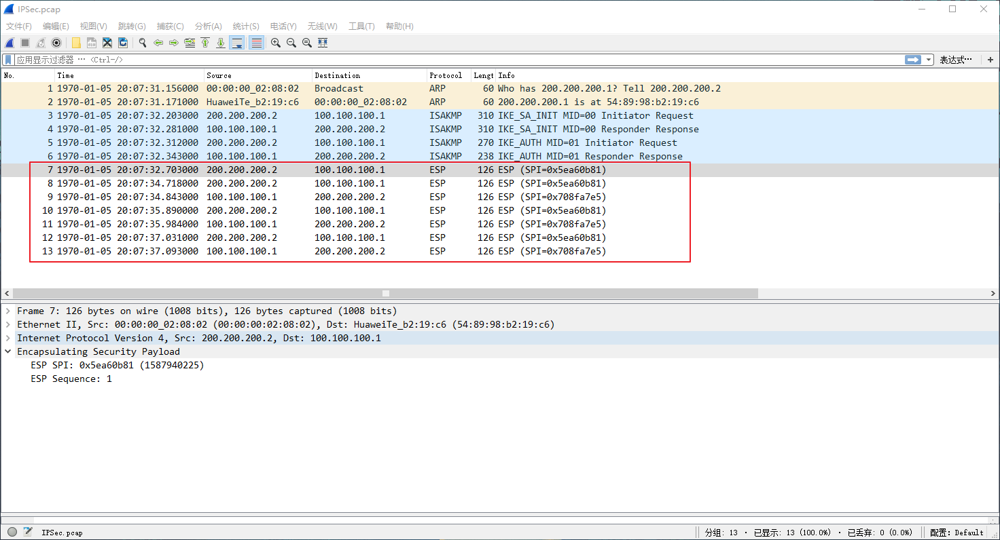 IPSec.pcap
文件(F) 编辑(E) 视图(V) 跳转(G) 捕获(C) 分析(A) 统计(S) 电话(Y) 无线(W) 工具(T) 帮助(H)
应用显示过滤器 … <Ctrl-/> 表达式… +
No. Time Source Destination Protocol Lengt Info
1 1970-01-05 20:07:31.156000 00:00:00_02:08:02 Broadcast ARP 60 Who has 200.200.200.1? Tell 200.200.200.2
2 1970-01-05 20:07:31.171000 HuaweiTe_b2:19:c6 00:00:00_02:08:02 ARP 60 200.200.200.1 is at 54:89:98:b2:19:c6
3 1970-01-05 20:07:32.203000 200.200.200.2 100.100.100.1 ISAKMP 310 IKE_SA_INIT MID=00 Initiator Request
4 1970-01-05 20:07:32.281000 100.100.100.1 200.200.200.2 ISAKMP 310 IKE_SA_INIT MID=00 Responder Response
5 1970-01-05 20:07:32.312000 200.200.200.2 100.100.100.1 ISAKMP 270 IKE_AUTH MID=01 Initiator Request
6 1970-01-05 20:07:32.343000 100.100.100.1 200.200.200.2 ISAKMP 238 IKE_AUTH MID=01 Responder Response
7 1970-01-05 20:07:32.703000 200.200.200.2 100.100.100.1 ESP 126 ESP (SPI=0x5ea60b81)
8 1970-01-05 20:07:34.718000 200.200.200.2 100.100.100.1 ESP 126 ESP (SPI=0x5ea60b81)
9 1970-01-05 20:07:34.843000 100.100.100.1 200.200.200.2 ESP 126 ESP (SPI=0x708fa7e5)
10 1970-01-05 20:07:35.890000 200.200.200.2 100.100.100.1 ESP 126 ESP (SPI=0x5ea60b81)
11 1970-01-05 20:07:35.984000 100.100.100.1 200.200.200.2 ESP 126 ESP (SPI=0x708fa7e5)
12 1970-01-05 20:07:37.031000 200.200.200.2 100.100.100.1 ESP 126 ESP (SPI=0x5ea60b81)
13 1970-01-05 20:07:37.093000 100.100.100.1 200.200.200.2 ESP 126 ESP (SPI=0x708fa7e5)
Frame 7: 126 bytes on wire (1008 bits), 126 bytes captured (1008 bits)
Ethernet II, Src: 00:00:00_02:08:02 (00:00:00:02:08:02), Dst: HuaweiTe_b2:19:c6 (54:89:98:b2:19:c6)
Internet Protocol Version 4, Src: 200.200.200.2, Dst: 100.100.100.1
Encapsulating Security Payload
ESP SPI: 0x5ea60b81 (1587940225)
ESP Sequence: 1
IPSec.pcap 分组: 13 · 已显示: 13 (100.0%) · 已丢弃: 0 (0.0%) 配置: Default